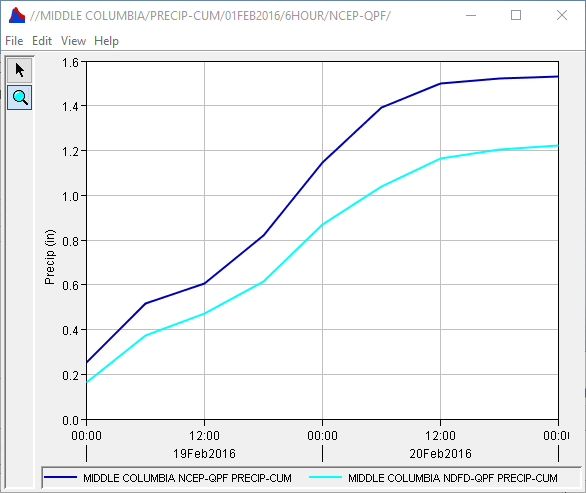 //MIDDLE COLUMBIA/PRECIP-CUM/01FEB2016/6HOUR/NCEP-QPF/
File Edit View Help
1.6
1.4
1.2
1.0
0.8
0.6
0.4
0.2
0.0
Precip (in)
00:00 12:00 00:00 12:00 00:0
19Feb2016 20Feb2016
MIDDLE COLUMBIA NCEP-QPF PRECIP-CUM MIDDLE COLUMBIA NDFD-QPF PRECIP-CUM